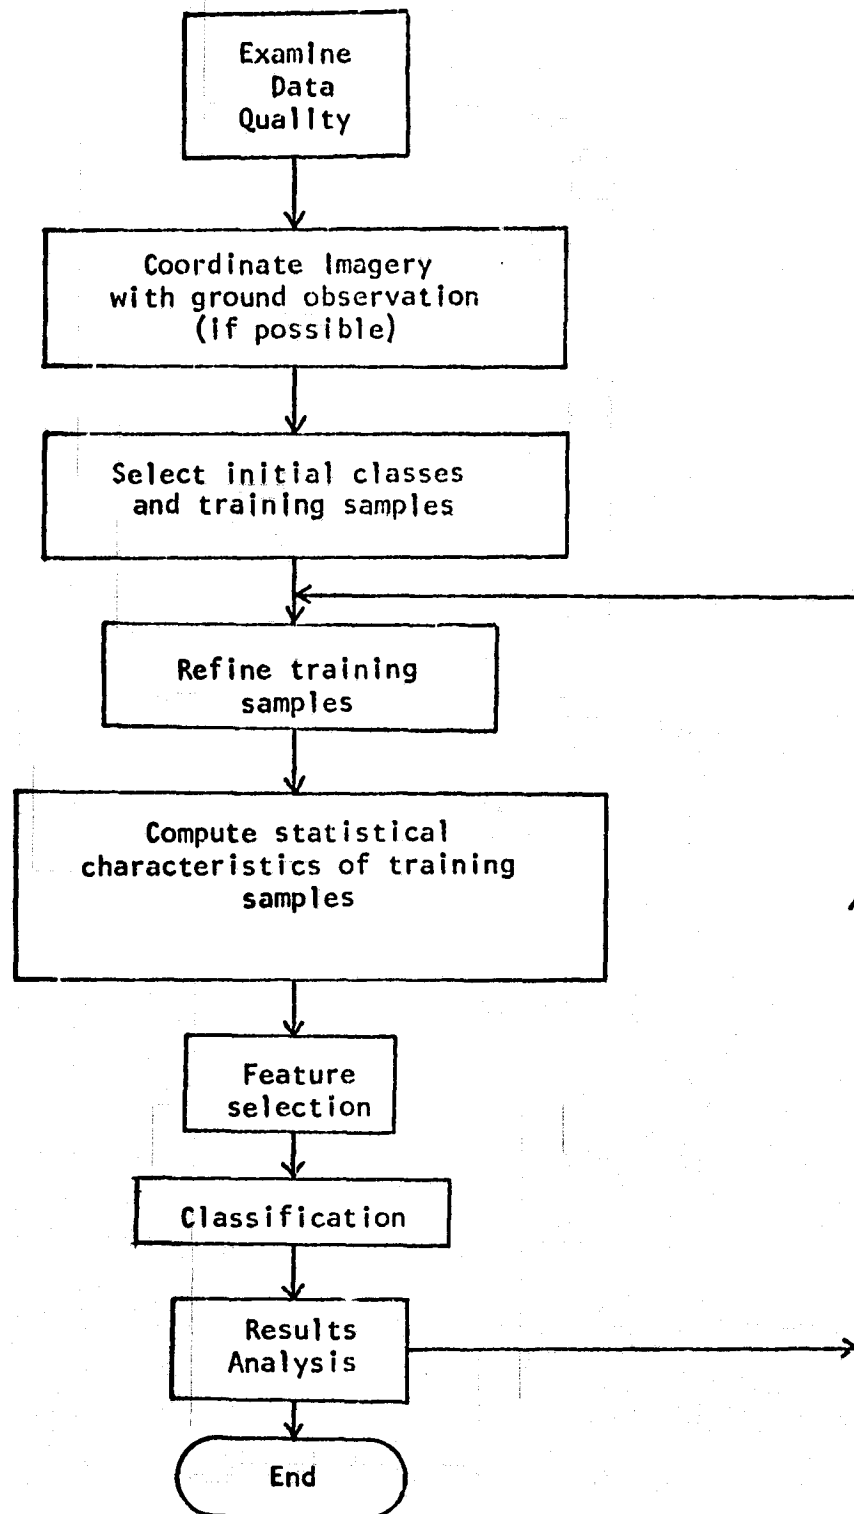 Examine
Data
Quality
Coordinate Imagery
with ground observation
(if possible)
Select initial classes
and training samples
Refine training
samples
Compute statistical
characteristics of training
samples
Feature
selection
Classification
Results
Analysis
End